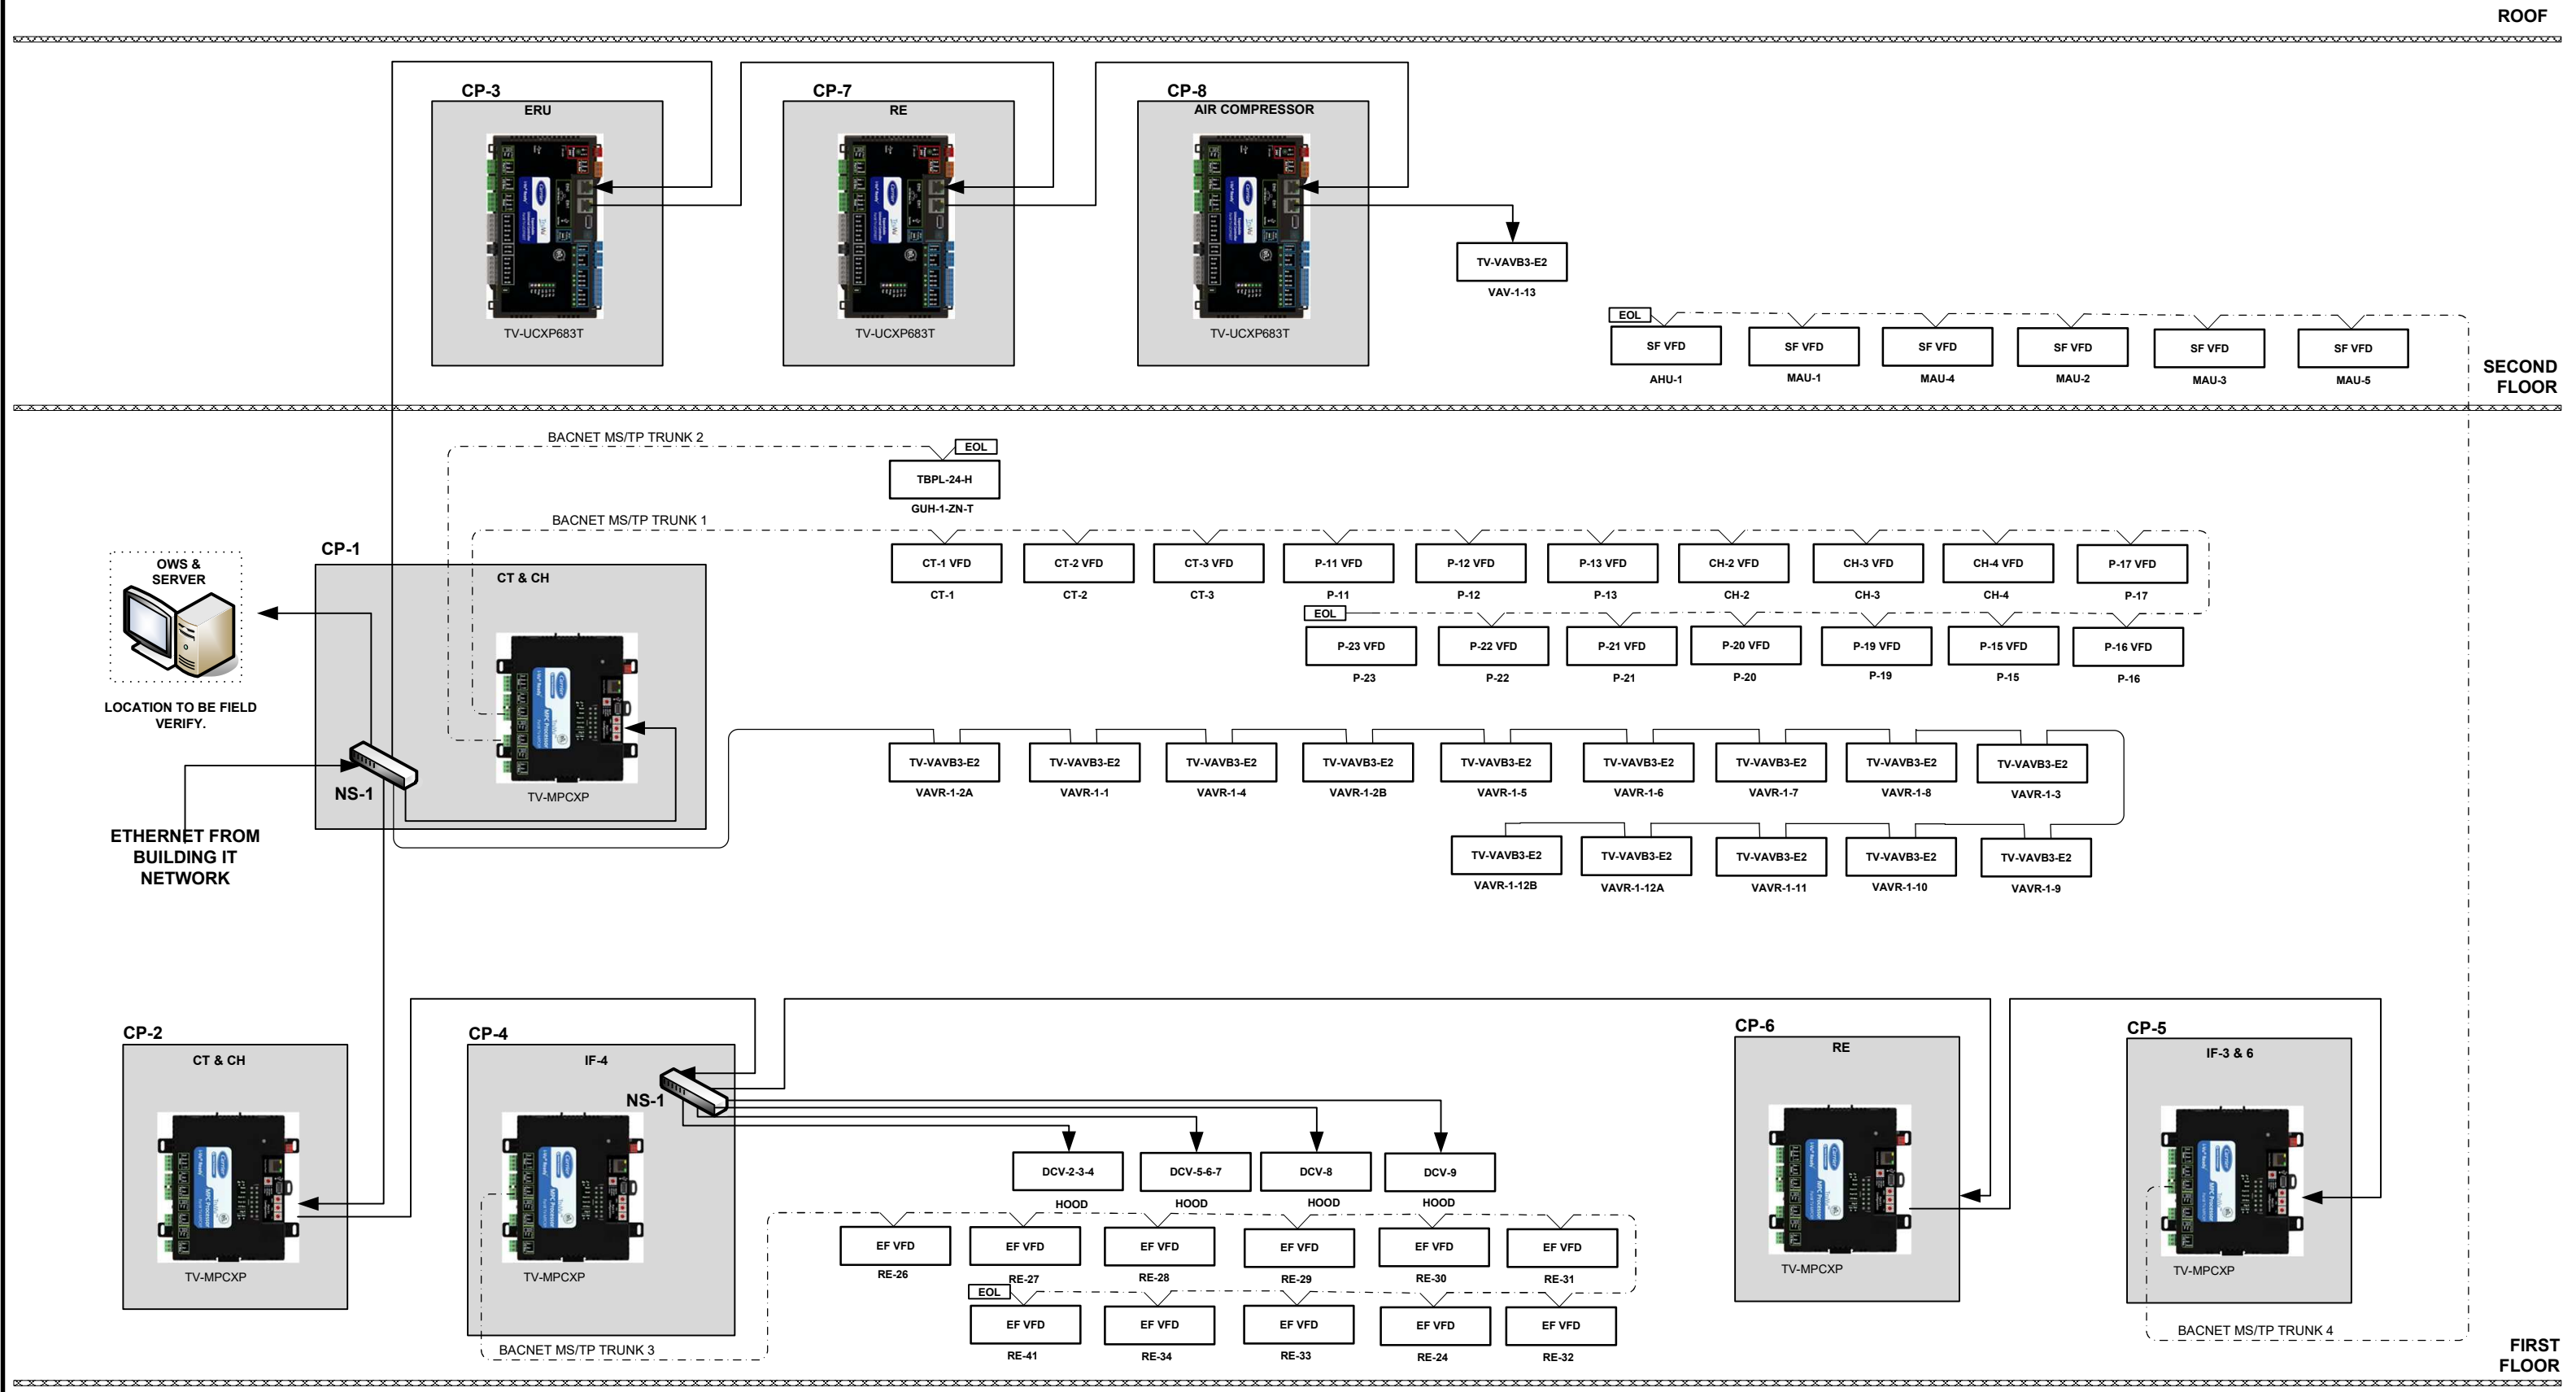 ROOF
CP-3
ERU
TV-UCXP683T
CP-7
RE
TV-UCXP683T
CP-8
AIR COMPRESSOR
TV-UCXP683T
TV-VAVB3-E2
VAV-1-13
EOL
SF VFD
AHU-1
SF VFD
MAU-1
SF VFD
MAU-4
SF VFD
MAU-2
SF VFD
MAU-3
SF VFD
MAU-5
SECOND
FLOOR
BACNET MS/TP TRUNK 2
EOL
TBPL-24-H
GUH-1-ZN-T
BACNET MS/TP TRUNK 1
CT-1 VFD
CT-1
CT-2 VFD
CT-2
CT-3 VFD
CT-3
P-11 VFD
P-11
P-12 VFD
P-12
P-13 VFD
P-13
CH-2 VFD
CH-2
CH-3 VFD
CH-3
CH-4 VFD
CH-4
P-17 VFD
P-17
EOL
P-23 VFD
P-23
P-22 VFD
P-22
P-21 VFD
P-21
P-20 VFD
P-20
P-19 VFD
P-19
P-15 VFD
P-15
P-16 VFD
P-16
CP-1
CT & CH
Carrier
MPC Processor
TV-MPCXP
NS-1
OWS &
SERVER
LOCATION TO BE FIELD
VERIFY.
ETHERNET FROM
BUILDING IT
NETWORK
TV-VAVB3-E2
VAVR-1-2A
TV-VAVB3-E2
VAVR-1-1
TV-VAVB3-E2
VAVR-1-4
TV-VAVB3-E2
VAVR-1-2B
TV-VAVB3-E2
VAVR-1-5
TV-VAVB3-E2
VAVR-1-6
TV-VAVB3-E2
VAVR-1-7
TV-VAVB3-E2
VAVR-1-8
TV-VAVB3-E2
VAVR-1-3
TV-VAVB3-E2
VAVR-1-12B
TV-VAVB3-E2
VAVR-1-12A
TV-VAVB3-E2
VAVR-1-11
TV-VAVB3-E2
VAVR-1-10
TV-VAVB3-E2
VAVR-1-9
CP-2
CT & CH
TV-MPCXP
CP-4
IF-4
NS-1
TV-MPCXP
BACNET MS/TP TRUNK 3
DCV-2-3-4
HOOD
DCV-5-6-7
HOOD
DCV-8
HOOD
DCV-9
HOOD
EF VFD
RE-26
EF VFD
RE-27
EF VFD
RE-28
EF VFD
RE-29
EF VFD
RE-30
EF VFD
RE-31
EOL
EF VFD
RE-41
EF VFD
RE-34
EF VFD
RE-33
EF VFD
RE-24
EF VFD
RE-32
CP-6
RE
TV-MPCXP
CP-5
IF-3 & 6
TV-MPCXP
BACNET MS/TP TRUNK 4
FIRST
FLOOR